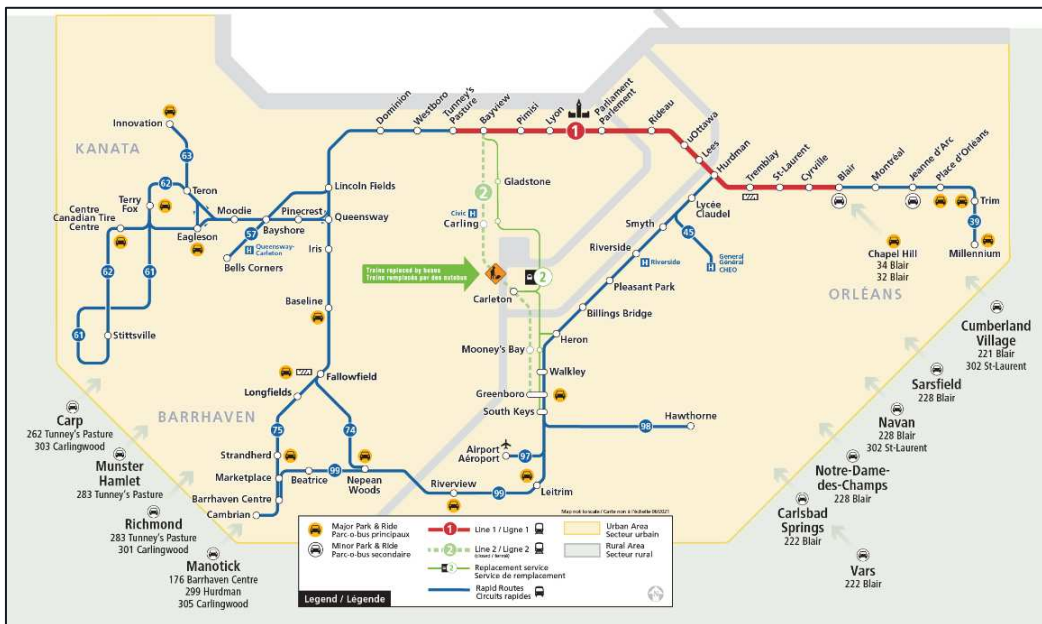 Innovation
KANATA
63
62
Teron
Terry
Fox
Centre
Canadian Tire
Centre
Eagleson
Moodie
57
Bayshore
Pinecrest
Lincoln Fields
Queensway
H Queensway-
Carleton
Bells Corners
Iris
62
61
61
Stittsville
Baseline
Fallowfield
Longfields
BARRHAVEN
75
74
Strandherd
Marketplace
Barrhaven Centre
Cambrian
99
Beatrice
Nepean
Woods
Riverview
99
Leitrim
Dominion
Westboro
Tunney's
Pasture
Bayview
Pimisi
Lyon
1
Parliament
Parlement
Rideau
uOttawa
Lees
Hurdman
Tremblay
St-Laurent
Cyrville
Blair
Montréal
Jeanne d'Arc
Place d'Orléans
Trim
39
Millennium
2
Gladstone
Civic H
Carling
Trains replaced by buses
Trains remplacés par des autobus
2
Carleton
Mooney's Bay
Greenboro
South Keys
Walkley
Heron
Billings Bridge
Pleasant Park
Riverside
H Riverside
Smyth
Lycée
Claudel
45
H
General
Général
CHEO
98
Hawthorne
Airport
Aéroport
97
Chapel Hill
34 Blair
32 Blair
ORLÉANS
Cumberland
Village
221 Blair
302 St-Laurent
Sarsfield
228 Blair
Navan
228 Blair
302 St-Laurent
Notre-Dame-
des-Champs
228 Blair
Carlsbad
Springs
222 Blair
Vars
222 Blair
Carp
262 Tunney's Pasture
303 Carlingwood
Munster
Hamlet
283 Tunney's Pasture
Richmond
283 Tunney's Pasture
301 Carlingwood
Manotick
176 Barrhaven Centre
299 Hurdman
305 Carlingwood
Map not to scale / Carte non à l'échelle 09/2021
Major Park & Ride
Parc-o-bus principaux
Minor Park & Ride
Parc-o-bus secondaire
1
Line 1 / Ligne 1
2
Line 2 / Ligne 2
2
Replacement service
Service de remplacement
Rapid Routes
Circuits rapides
Urban Area
Secteur urbain
Rural Area
Secteur rural
Legend / Légende